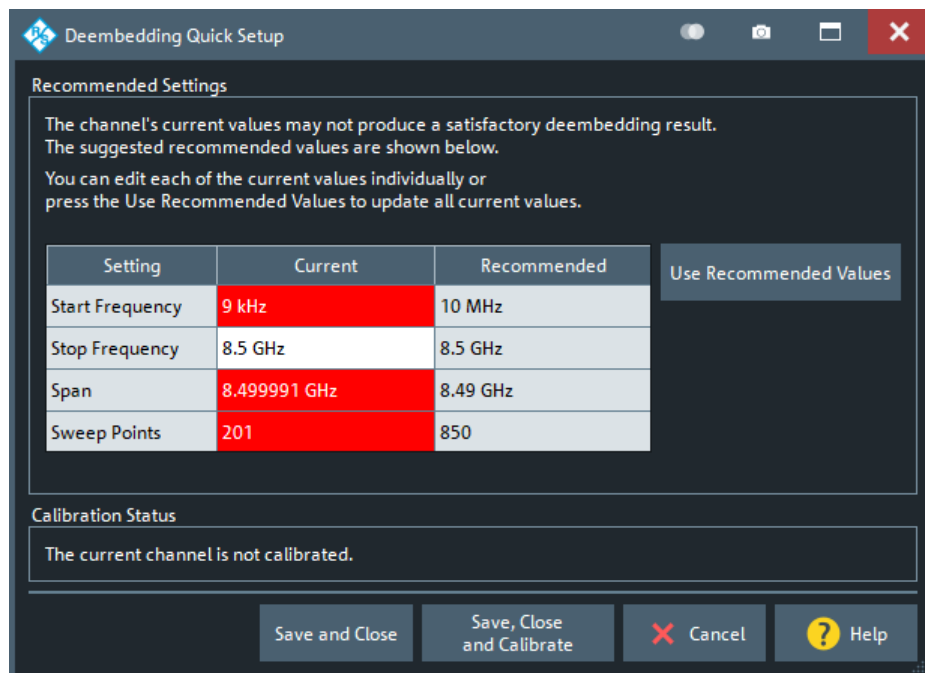 R&S Deembedding Quick Setup
Recommended Settings
The channel's current values may not produce a satisfactory deembedding result.
The suggested recommended values are shown below.
You can edit each of the current values individually or
press the Use Recommended Values to update all current values.
Setting Current Recommended
Use Recommended Values
Start Frequency 9 kHz 10 MHz
Stop Frequency 8.5 GHz 8.5 GHz
Span 8.499991 GHz 8.49 GHz
Sweep Points 201 850
Calibration Status
The current channel is not calibrated.
Save and Close
Save, Close
and Calibrate
Cancel
? Help